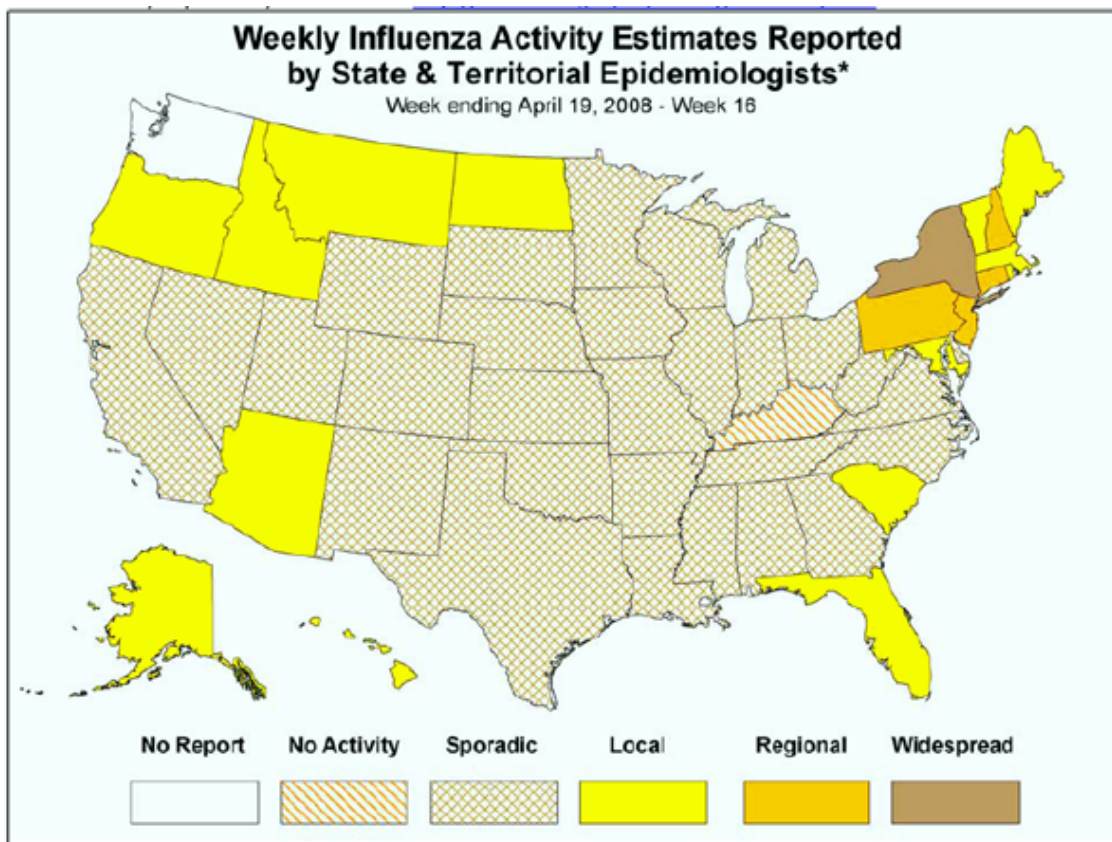 Weekly Influenza Activity Estimates Reported
by State & Territorial Epidemiologists*
Week ending April 19, 2008 - Week 16
No Report No Activity Sporadic Local Regional Widespread